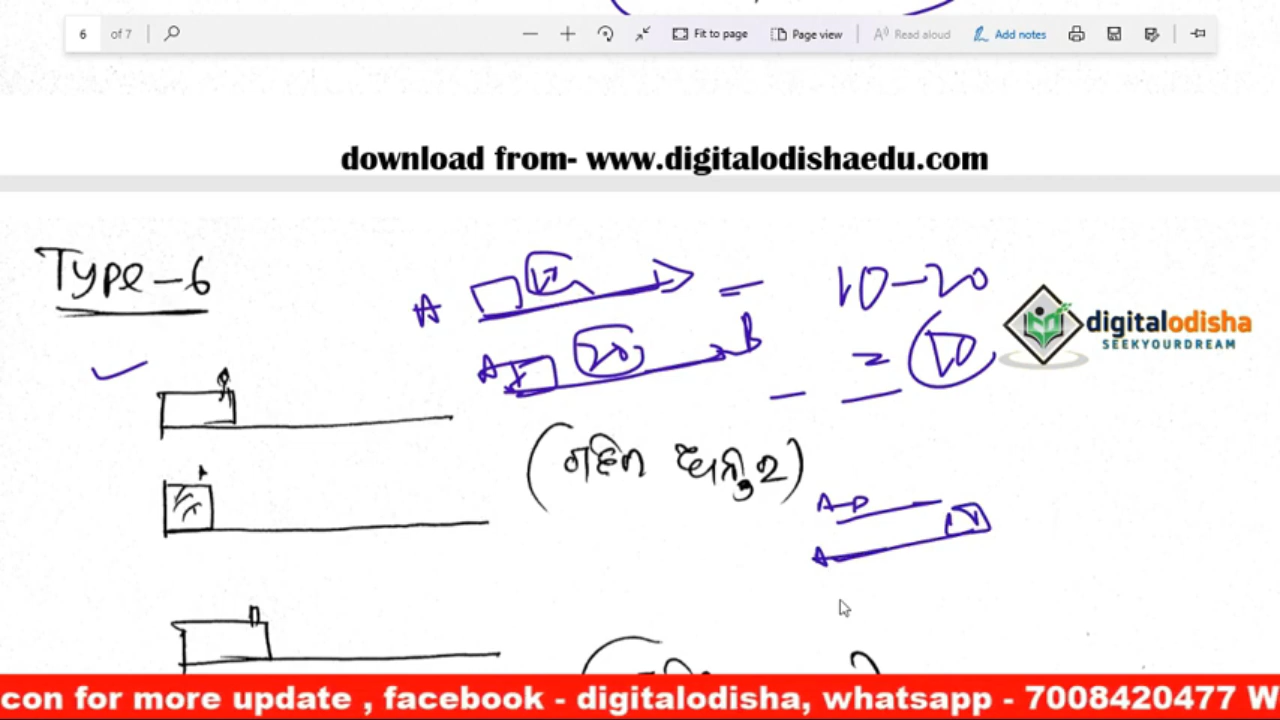 6 of 7 Fit to page Page view Read aloud Add notes
download from- www.digitalodishaedu.com
Type-6
A = 10-20
digitalodisha
SEEKYOURDREAM
A 20 B = 10
A
A
con for more update , facebook - digitalodisha, whatsapp - 7008420477 W